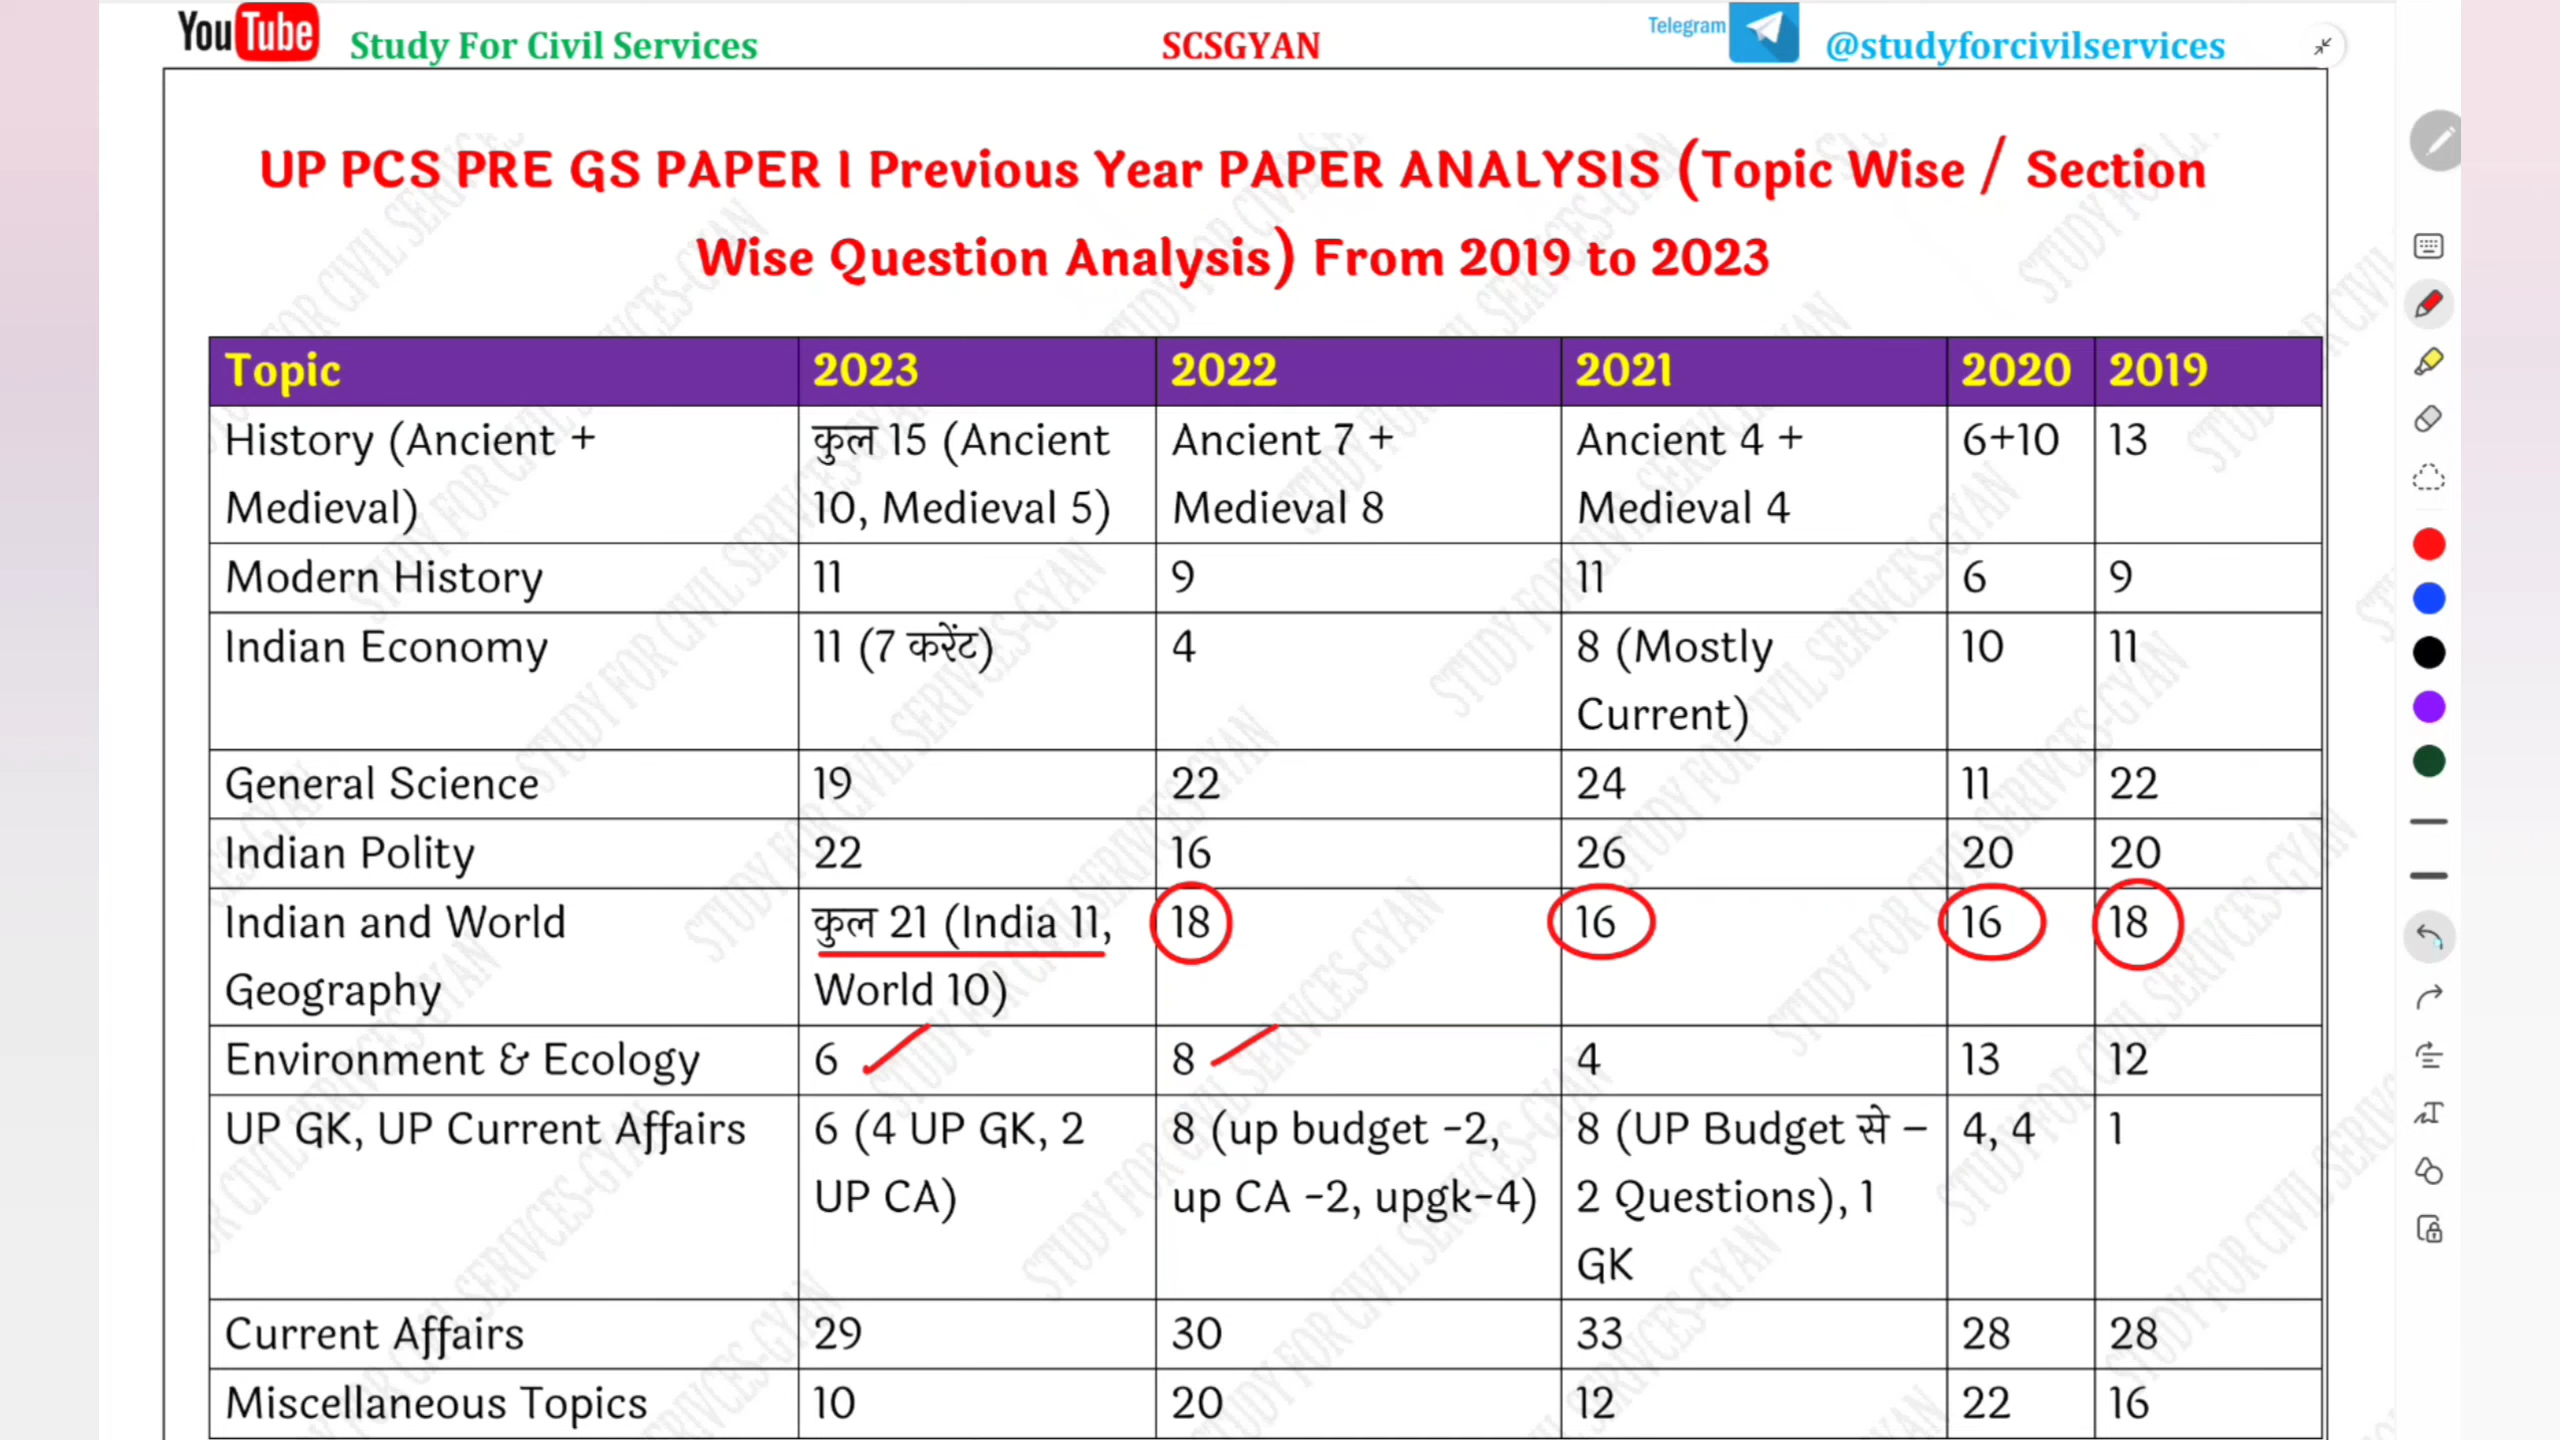 YouTube Study For Civil Services SCSGYAN Telegram @studyforcivilservices
UP PCS PRE GS PAPER I Previous Year PAPER ANALYSIS (Topic Wise / Section
Wise Question Analysis) From 2019 to 2023
Topic 2023 2022 2021 2020 2019
History (Ancient + कुल 15 (Ancient Ancient 7 + Ancient 4 + 6+10 13
Medieval) 10, Medieval 5) Medieval 8 Medieval 4
Modern History 11 9 11 6 9
Indian Economy 11 (7 करेंट) 4 8 (Mostly 10 11
Current)
General Science 19 22 24 11 22
Indian Polity 22 16 26 20 20
Indian and World कुल 21 (India 11, 18 16 16 18
Geography World 10)
Environment & Ecology 6 8 4 13 12
UP GK, UP Current Affairs 6 (4 UP GK, 2 8 (up budget -2, 8 (UP Budget से – 4, 4 1
UP CA) up CA -2, upgk-4) 2 Questions), 1
GK
Current Affairs 29 30 33 28 28
Miscellaneous Topics 10 20 12 22 16
STUDY FOR CIVIL SERIVCES-GYAN